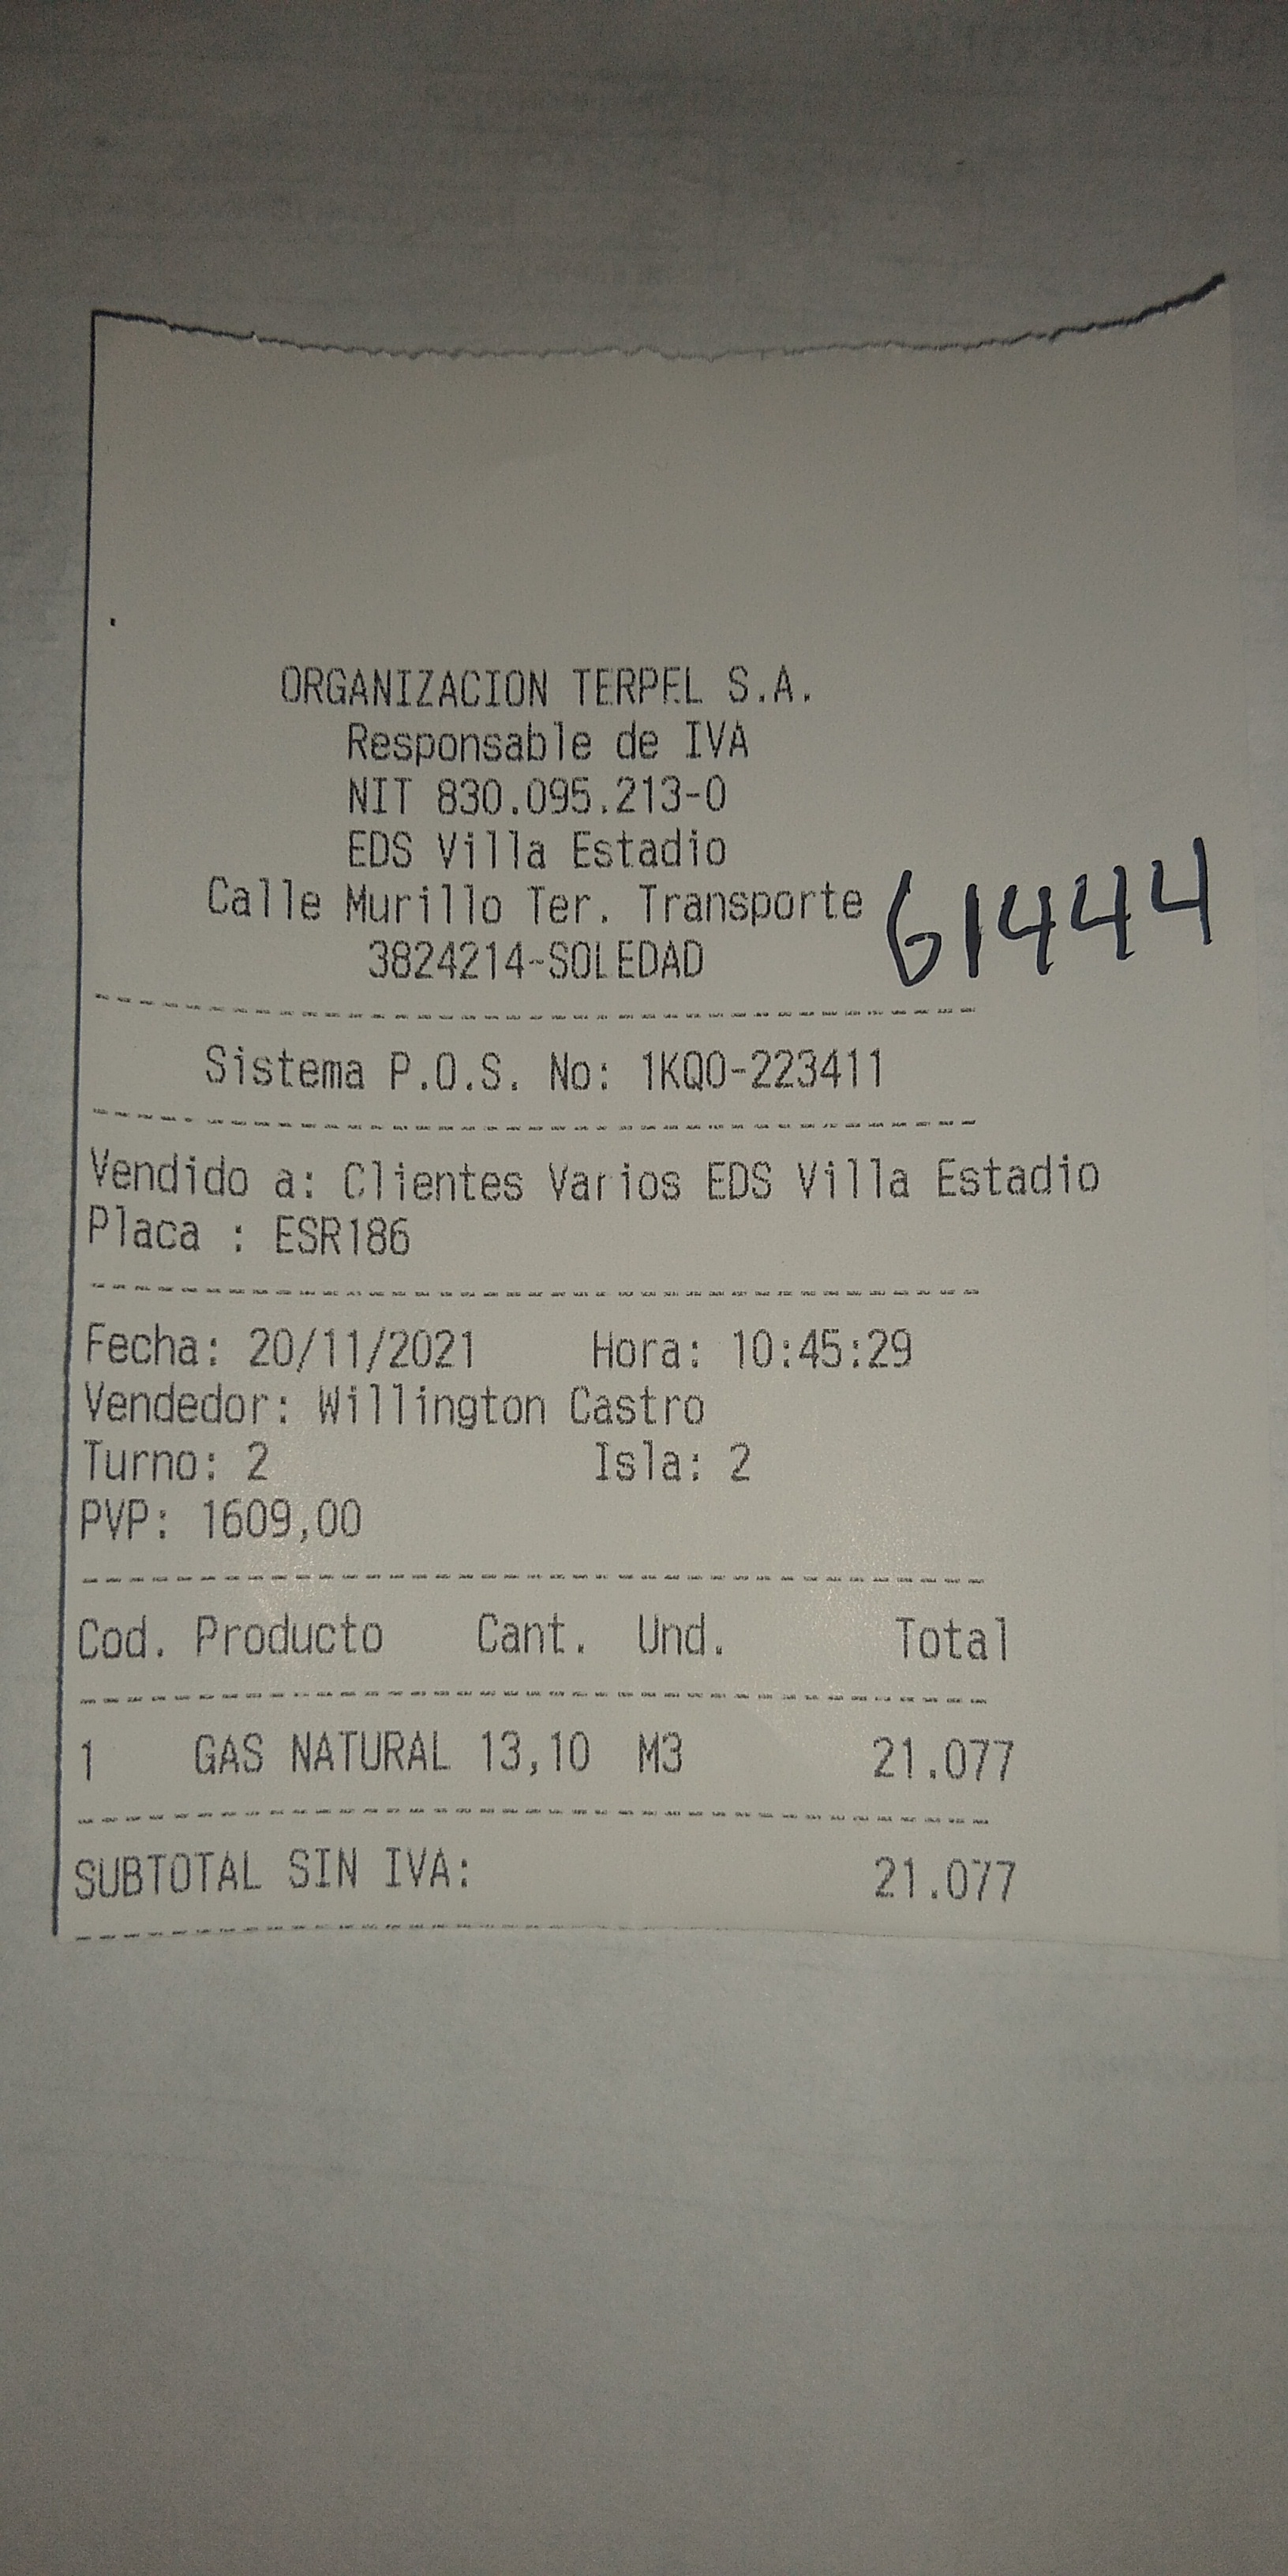 ORGANIZACION TERPEL S.A.
Responsable de IVA
NIT 830.095.213-0
EDS Villa Estadio
Calle Murillo Ter. Transporte
61444
3824214-SOLEDAD
Sistema P.O.S. No: 1KQ0-223411
Vendido a: Clientes Varios EDS Villa Estadio
Placa : ESR186
Fecha: 20/11/2021 Hora: 10:45:29
Vendedor: Willington Castro
Turno: 2 Isla: 2
PVP: 1609,00
Cod. Producto Cant. Und. Total
1 GAS NATURAL 13,10 M3 21.077
SUBTOTAL SIN IVA: 21.077